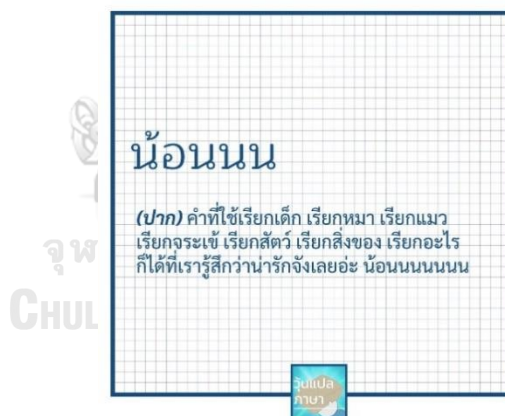 น้อนนน
(ปาก) คำที่ใช้เรียกเด็ก เรียกหมา เรียกแมว
เรียกจระเข้ เรียกสัตว์ เรียกสิ่งของ เรียกอะไร
ก็ได้ที่เรารู้สึกว่าน่ารักจังเลยอ่ะ น้อนนนนนนน
จุฬ
CHUL
วุ้นแปล
ภาษา